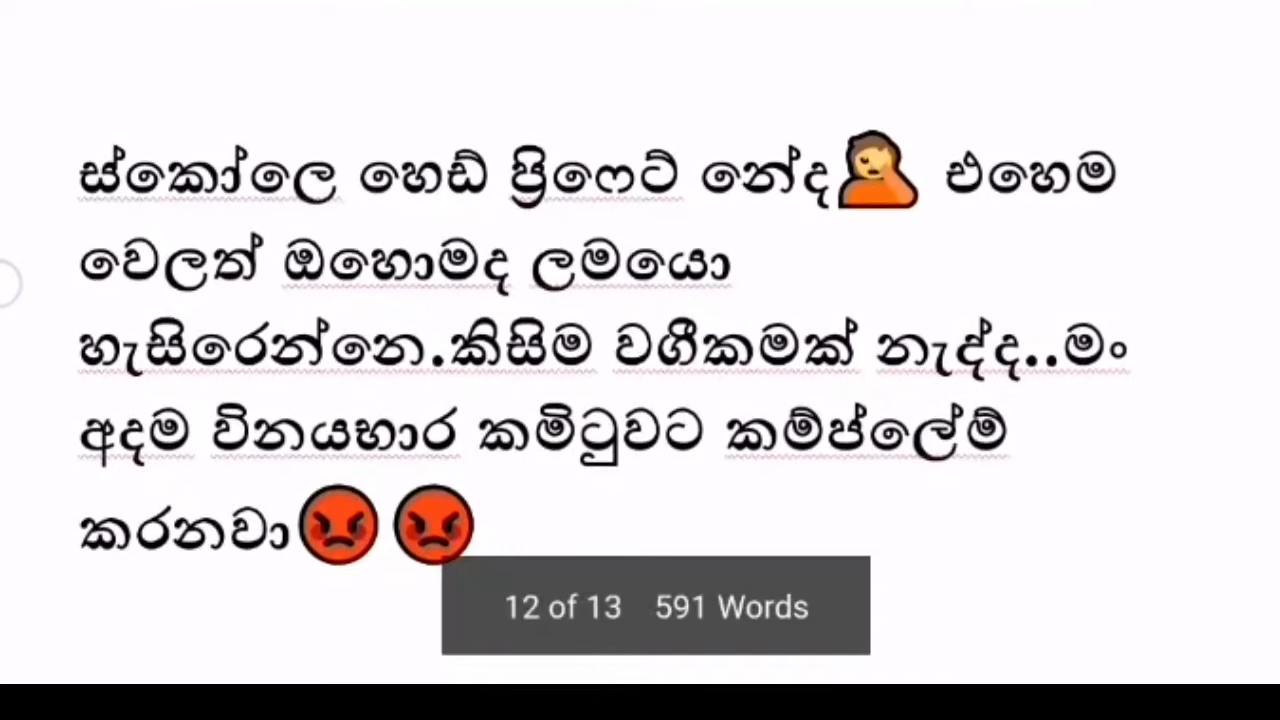 ස්කෝලෙ හෙඩ් ප්‍රිෆෙට් නේද🤦 එහෙම
වෙලත් ඔහොමද ලමයො
හැසිරෙන්නෙ.කිසිම වගීකමක් නැද්ද..මං
අදම විනයභාර කමිටුවට කම්ප්ලේම්
කරනවා😡😡
12 of 13 591 Words